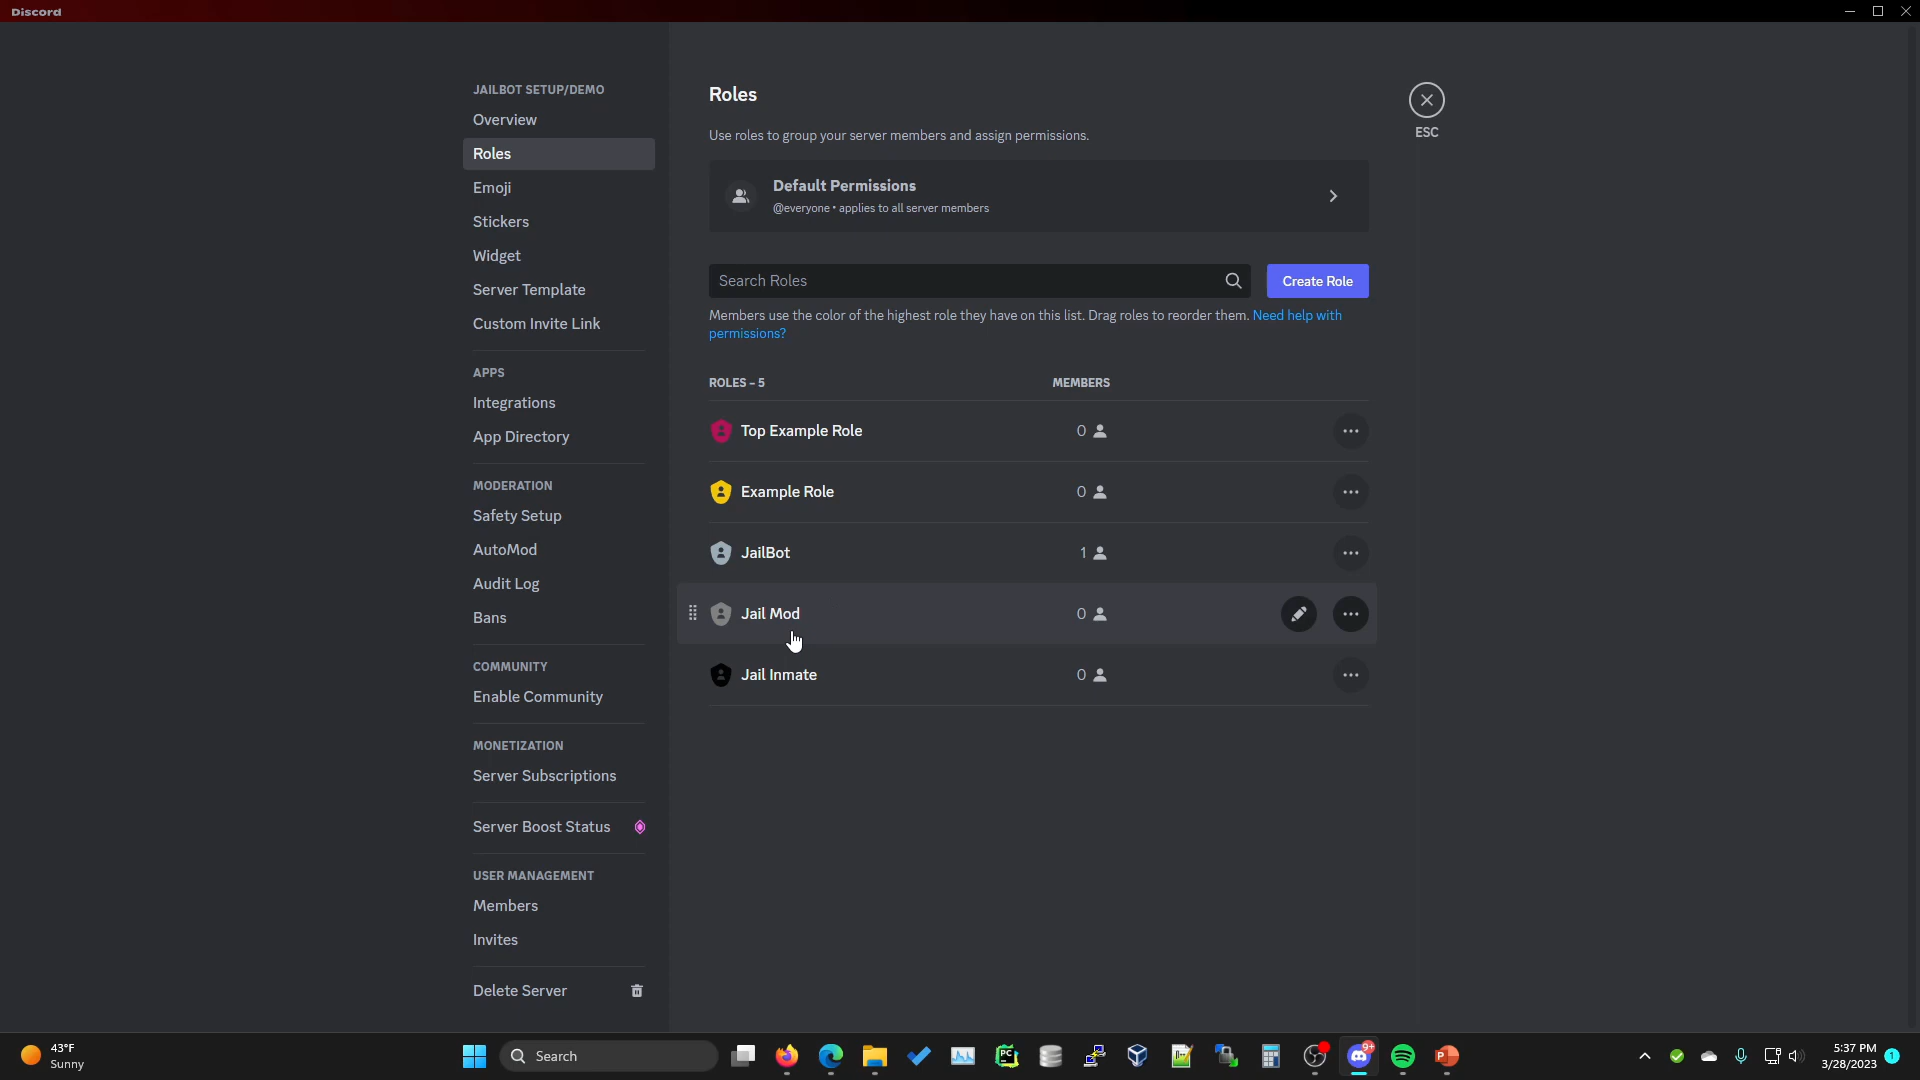 Discord
JAILBOT SETUP/DEMO
Overview
Roles
Emoji
Stickers
Widget
Server Template
Custom Invite Link
APPS
Integrations
App Directory
MODERATION
Safety Setup
AutoMod
Audit Log
Bans
COMMUNITY
Enable Community
MONETIZATION
Server Subscriptions
Server Boost Status
USER MANAGEMENT
Members
Invites
Delete Server
Roles
Use roles to group your server members and assign permissions.
Default Permissions
@everyone • applies to all server members
Search Roles
Create Role
Members use the color of the highest role they have on this list. Drag roles to reorder them. Need help with
permissions?
ROLES – 5 MEMBERS
Top Example Role 0
Example Role 0
JailBot 1
Jail Mod 0
Jail Inmate 0
ESC
43°F
Sunny
Search
PC
9+
P
5:37 PM
3/28/2023
1